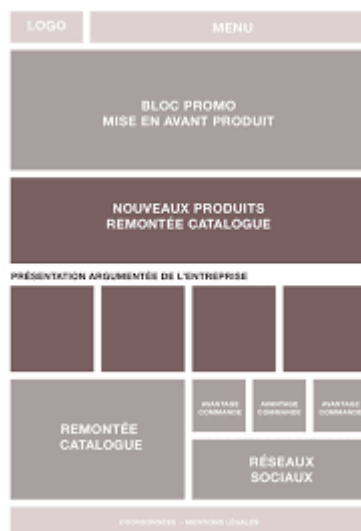 LOGO
MENU
BLOC PROMO
MISE EN AVANT PRODUIT
NOUVEAUX PRODUITS
REMONTÉE CATALOGUE
PRÉSENTATION ARGUMENTÉE DE L'ENTREPRISE
REMONTÉE
CATALOGUE
AVANTAGE
COMMANDE
AVANTAGE
COMMANDE
AVANTAGE
COMMANDE
RÉSEAUX
SOCIAUX
COORDONNÉES - MENTIONS LÉGALES